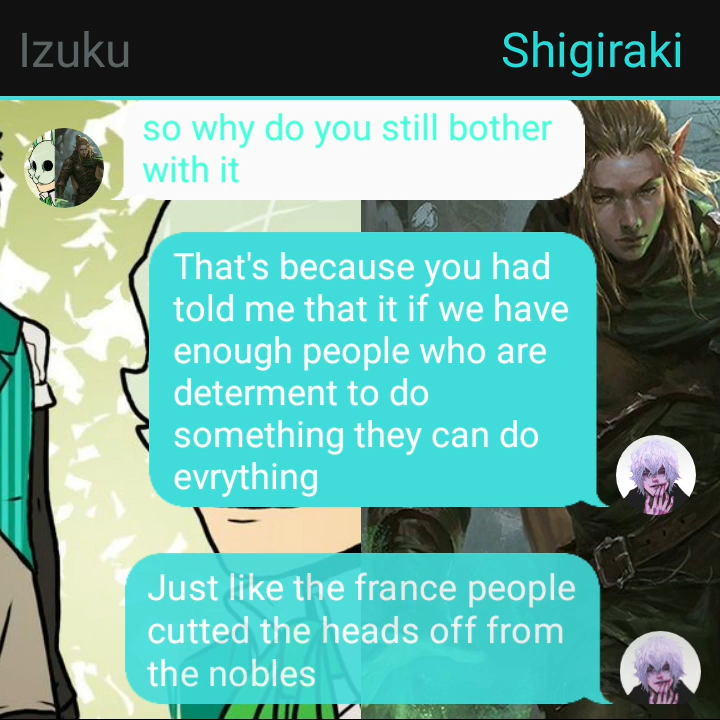 Izuku
Shigiraki
so why do you still bother
with it
That's because you had
told me that it if we have
enough people who are
determent to do
something they can do
evrything
Just like the france people
cutted the heads off from
the nobles